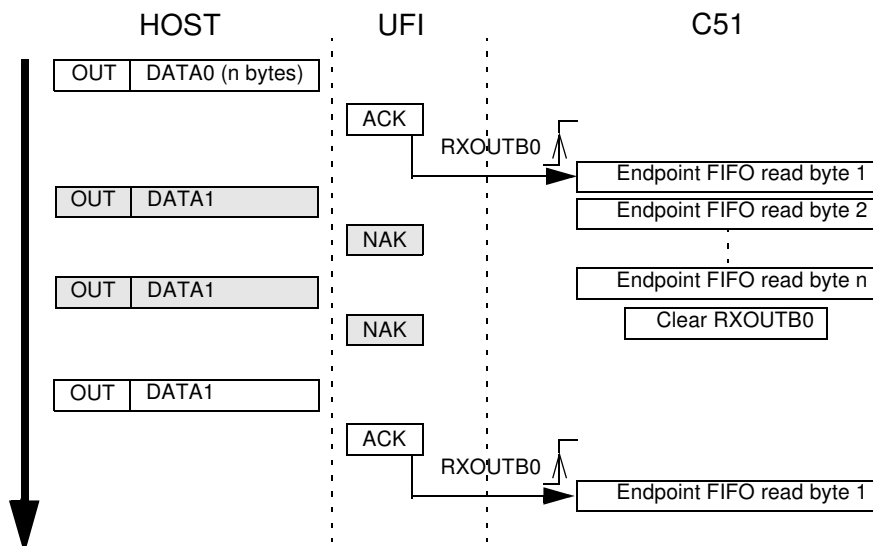 HOST UFI C51
OUT DATA0 (n bytes)
ACK
RXOUTB0
Endpoint FIFO read byte 1
OUT DATA1
Endpoint FIFO read byte 2
NAK
OUT DATA1
Endpoint FIFO read byte n
NAK
Clear RXOUTB0
OUT DATA1
ACK
RXOUTB0
Endpoint FIFO read byte 1